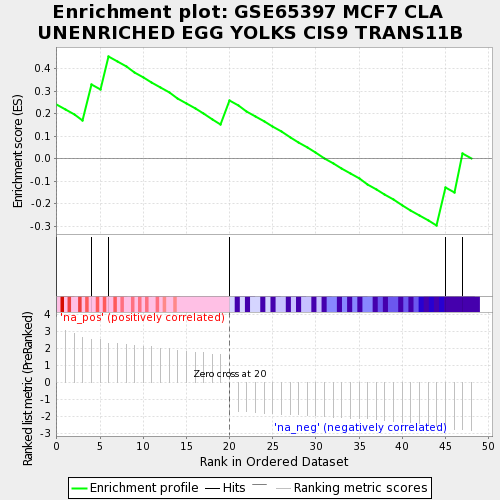 Enrichment plot: GSE65397 MCF7 CLA
UNENRICHED EGG YOLKS CIS9 TRANS11B
Enrichment score (ES)
0.4
0.3
0.2
0.1
0.0
-0.1
-0.2
-0.3
'na_pos' (positively correlated)
Ranked list metric (PreRanked)
4
3
2
1
0
-1
-2
-3
Zero cross at 20
'na_neg' (negatively correlated)
0 5 10 15 20 25 30 35 40 45 50
Rank in Ordered Dataset
Enrichment profile Hits Ranking metric scores